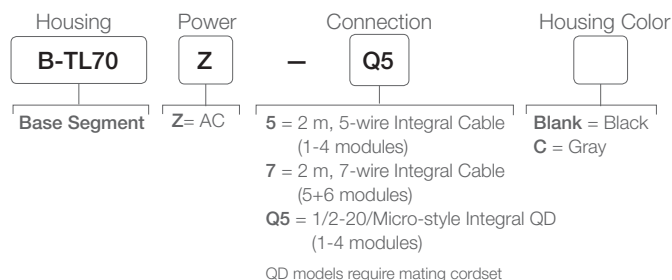 Housing Power Connection Housing Color
B-TL70 Z – Q5
Base Segment Z= AC 5 = 2 m, 5-wire Integral Cable Blank = Black
(1-4 modules) C = Gray
7 = 2 m, 7-wire Integral Cable
(5+6 modules)
Q5 = 1/2-20/Micro-style Integral QD
(1-4 modules)
QD models require mating cordset